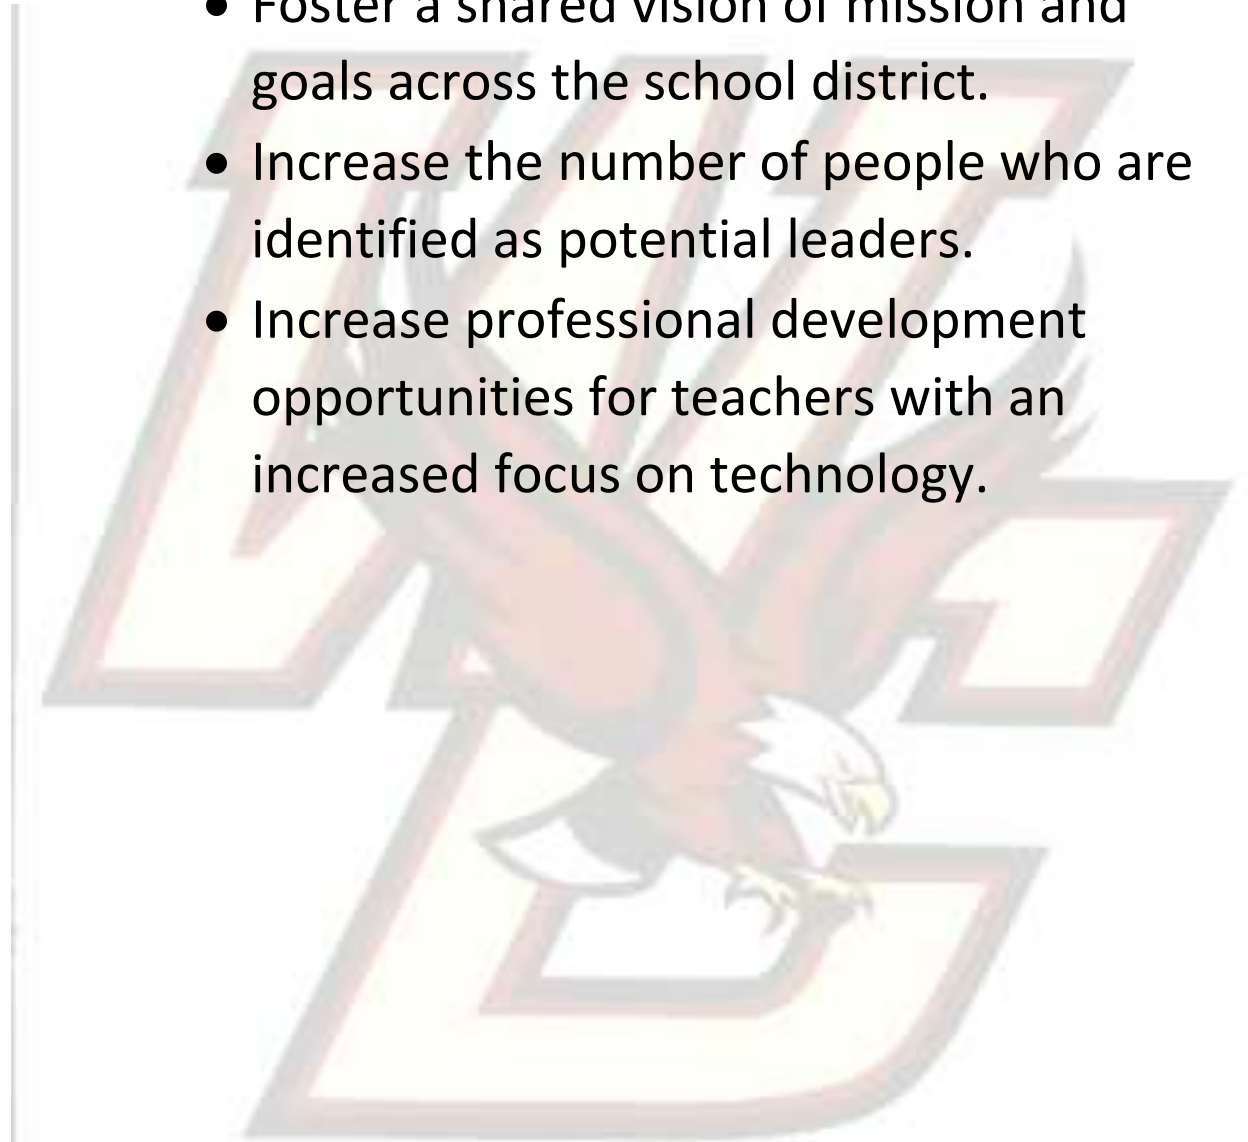 • Foster a shared vision of mission and
goals across the school district.
• Increase the number of people who are
identified as potential leaders.
• Increase professional development
opportunities for teachers with an
increased focus on technology.